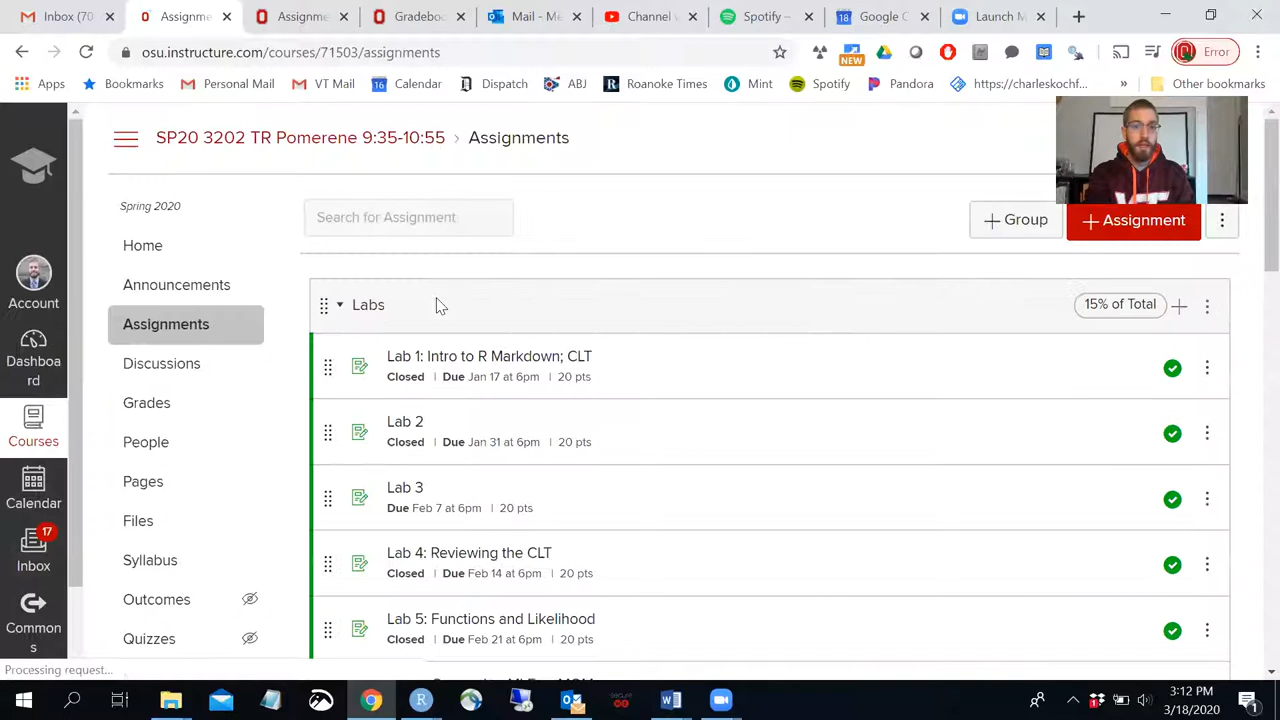 Inbox (70
Assignme
Assignme
Gradeboo
Mail - Me
Channel v
Spotify –
Google C
Launch M
osu.instructure.com/courses/71503/assignments
NEW
Error
Apps
Bookmarks
Personal Mail
VT Mail
16
Calendar
Dispatch
ABJ
Roanoke Times
Mint
Spotify
Pandora
https://charleskochf...
»
Other bookmarks
SP20 3202 TR Pomerene 9:35-10:55 › Assignments
Spring 2020
Search for Assignment
+ Group
+ Assignment
Home
Announcements
Assignments
Discussions
Grades
People
Pages
Files
Syllabus
Outcomes
Quizzes
Account
Dashboa
rd
Courses
Calendar
17
Inbox
Common
s
Labs
15% of Total
Lab 1: Intro to R Markdown; CLT
Closed | Due Jan 17 at 6pm | 20 pts
Lab 2
Closed | Due Jan 31 at 6pm | 20 pts
Lab 3
Due Feb 7 at 6pm | 20 pts
Lab 4: Reviewing the CLT
Closed | Due Feb 14 at 6pm | 20 pts
Lab 5: Functions and Likelihood
Closed | Due Feb 21 at 6pm | 20 pts
Processing request...
3:12 PM
3/18/2020